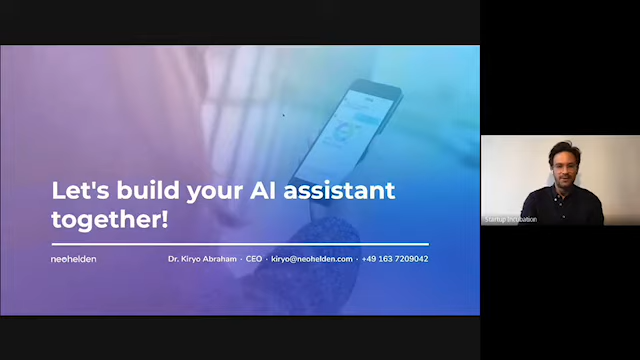 Let's build your AI assistant
together!
neohelden
Dr. Kiryo Abraham · CEO · kiryo@neohelden.com · +49 163 7209042
Startup Incubation